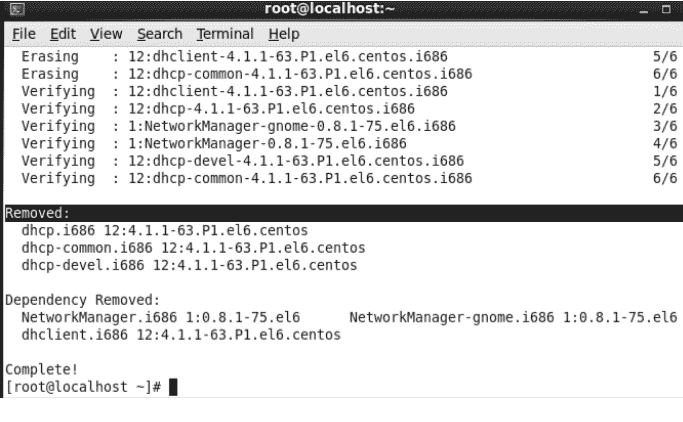 root@localhost:~
File Edit View Search Terminal Help
Erasing : 12:dhclient-4.1.1-63.P1.el6.centos.i686 5/6
Erasing : 12:dhcp-common-4.1.1-63.P1.el6.centos.i686 6/6
Verifying : 12:dhclient-4.1.1-63.P1.el6.centos.i686 1/6
Verifying : 12:dhcp-4.1.1-63.P1.el6.centos.i686 2/6
Verifying : 1:NetworkManager-gnome-0.8.1-75.el6.i686 3/6
Verifying : 1:NetworkManager-0.8.1-75.el6.i686 4/6
Verifying : 12:dhcp-devel-4.1.1-63.P1.el6.centos.i686 5/6
Verifying : 12:dhcp-common-4.1.1-63.P1.el6.centos.i686 6/6
Removed:
dhcp.i686 12:4.1.1-63.P1.el6.centos
dhcp-common.i686 12:4.1.1-63.P1.el6.centos
dhcp-devel.i686 12:4.1.1-63.P1.el6.centos
Dependency Removed:
NetworkManager.i686 1:0.8.1-75.el6 NetworkManager-gnome.i686 1:0.8.1-75.el6
dhclient.i686 12:4.1.1-63.P1.el6.centos
Complete!
[root@localhost ~]#